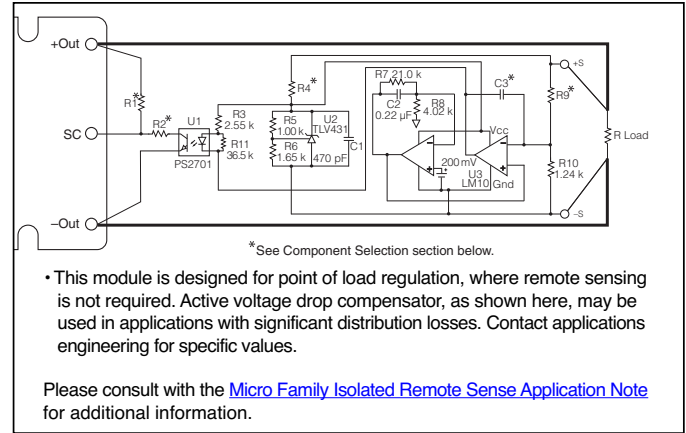 +Out
R1*
SC
R2*
U1
PS2701
R3
2.55 k
R11
36.5 k
R4*
R5
1.00 k
R6
1.65 k
U2
TLV431
470 pF
C1
R7 21.0 k
C2
0.22 µF
R8
4.02 k
200 mV
Vcc
U3
LM10
Gnd
C3*
R9*
R10
1.24 k
+S
R Load
–S
–Out
*See Component Selection section below.
• This module is designed for point of load regulation, where remote sensing
is not required. Active voltage drop compensator, as shown here, may be
used in applications with significant distribution losses. Contact applications
engineering for specific values.
Please consult with the Micro Family Isolated Remote Sense Application Note
for additional information.